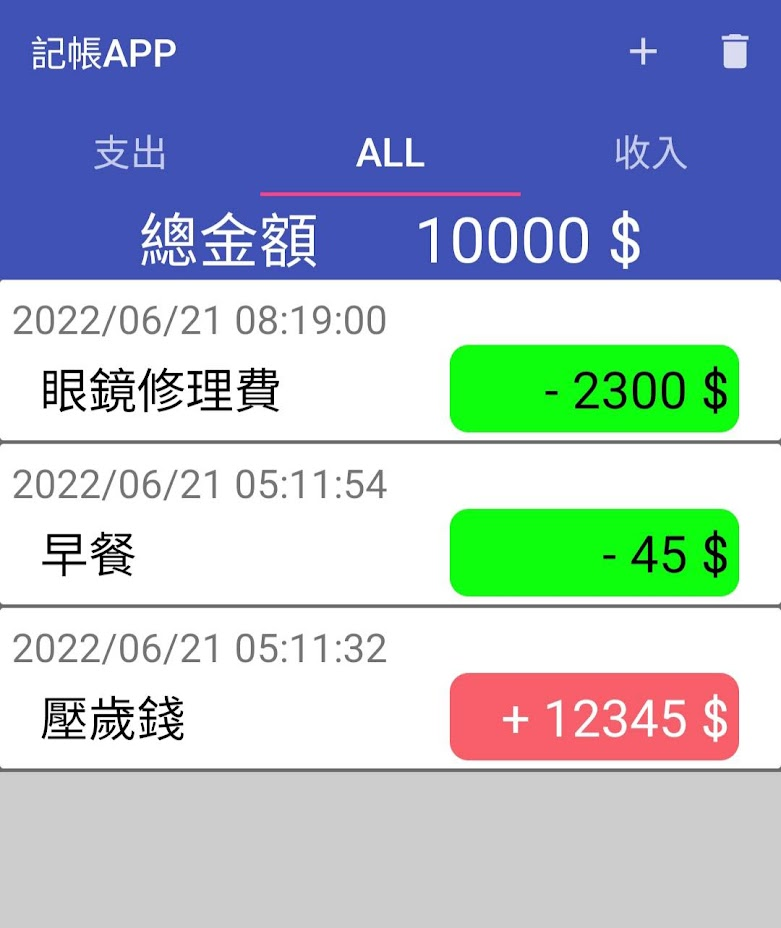 記帳APP
支出 ALL 收入
總金額 10000 $
2022/06/21 08:19:00
眼鏡修理費 - 2300 $
2022/06/21 05:11:54
早餐 - 45 $
2022/06/21 05:11:32
壓歲錢 + 12345 $